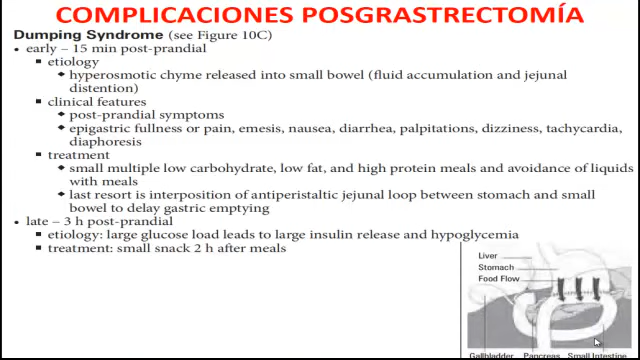 COMPLICACIONES POSGRASTRECTOMÍA
Dumping Syndrome (see Figure 10C)
• early – 15 min post-prandial
■ etiology
◆ hyperosmotic chyme released into small bowel (fluid accumulation and jejunal
distention)
■ clinical features
◆ post-prandial symptoms
◆ epigastric fullness or pain, emesis, nausea, diarrhea, palpitations, dizziness, tachycardia,
diaphoresis
■ treatment
◆ small multiple low carbohydrate, low fat, and high protein meals and avoidance of liquids
with meals
◆ last resort is interposition of antiperistaltic jejunal loop between stomach and small
bowel to delay gastric emptying
• late – 3 h post-prandial
■ etiology: large glucose load leads to large insulin release and hypoglycemia
■ treatment: small snack 2 h after meals
Liver
Stomach
Food Flow
Gallbladder Pancreas Small Intestine